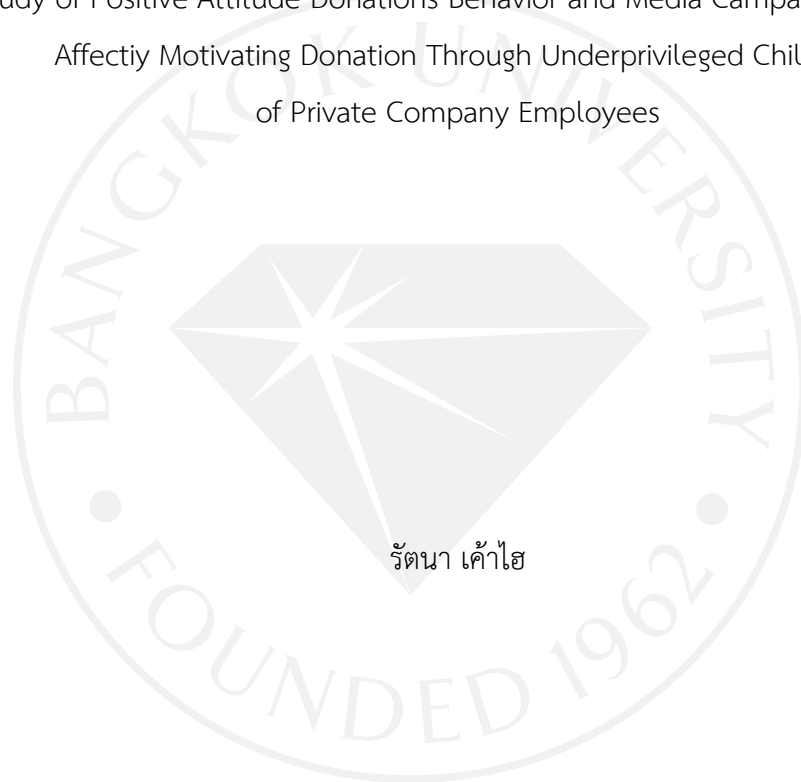 udy of Positive Attitude Donations Behavior and Media Campa
Affectiy Motivating Donation Through Underprivileged Chil
of Private Company Employees
BANGKOK UNIVERSITY
รัตนา เค้าไฮ
FOUNDED 1962